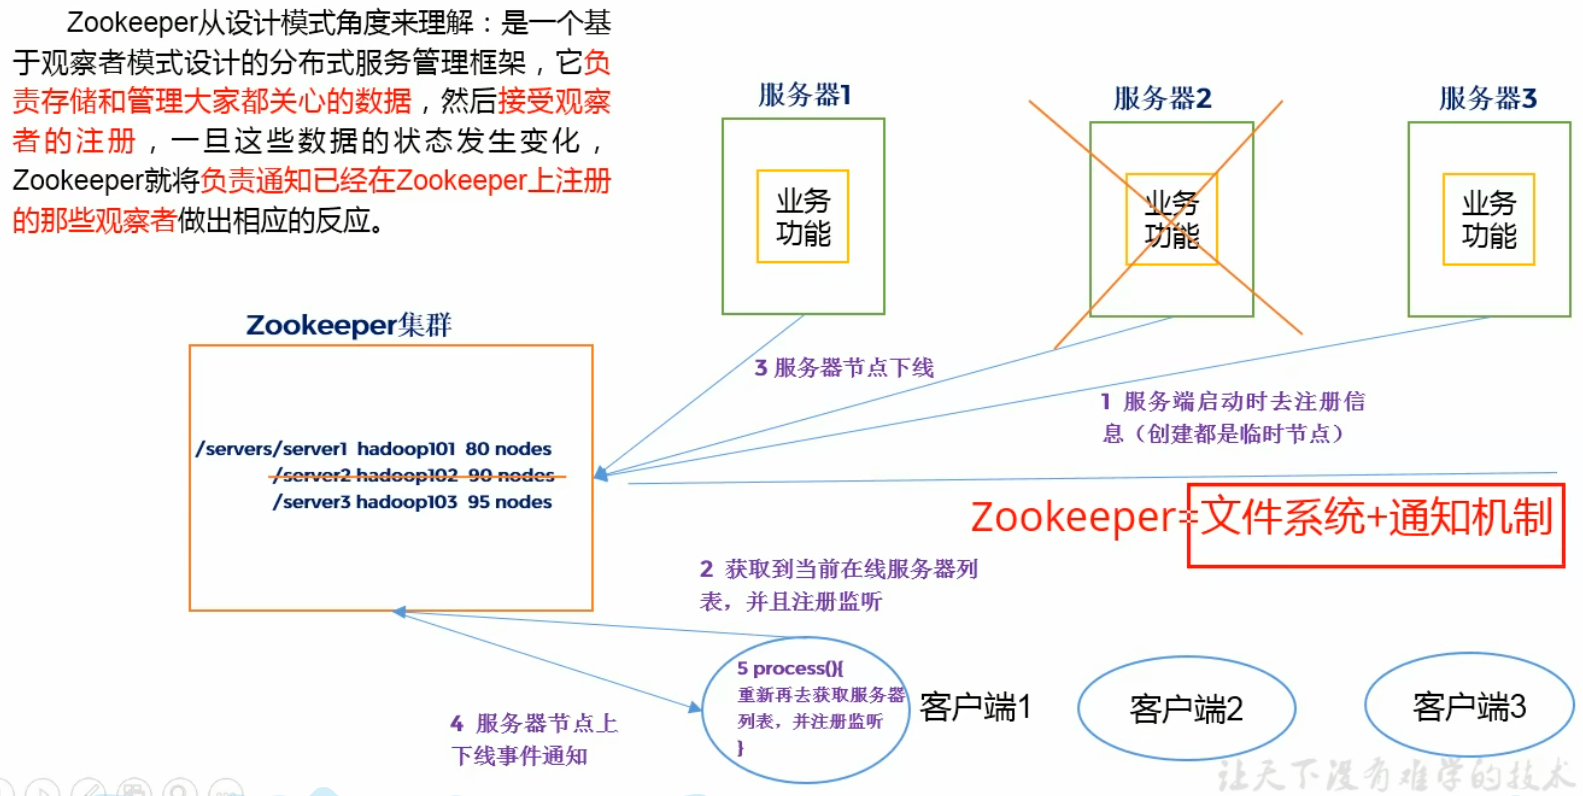 Zookeeper从设计模式角度来理解：是一个基
于观察者模式设计的分布式服务管理框架，它负
责存储和管理大家都关心的数据，然后接受观察
者的注册，一旦这些数据的状态发生变化，
Zookeeper就将负责通知已经在Zookeeper上注册
的那些观察者做出相应的反应。
服务器1
服务器2
服务器3
业务
功能
业务
功能
业务
功能
Zookeeper集群
3 服务器节点下线
1 服务端启动时去注册信
息（创建都是临时节点）
/servers/server1 hadoop101 80 nodes
/server2 hadoop102 90 nodes
/server3 hadoop103 95 nodes
Zookeeper=文件系统+通知机制
2 获取到当前在线服务器列
表，并且注册监听
5 process(){
重新再去获取服务器
列表，并注册监听
}
客户端1
客户端2
客户端3
4 服务器节点上
下线事件通知
让天下没有难学的技术